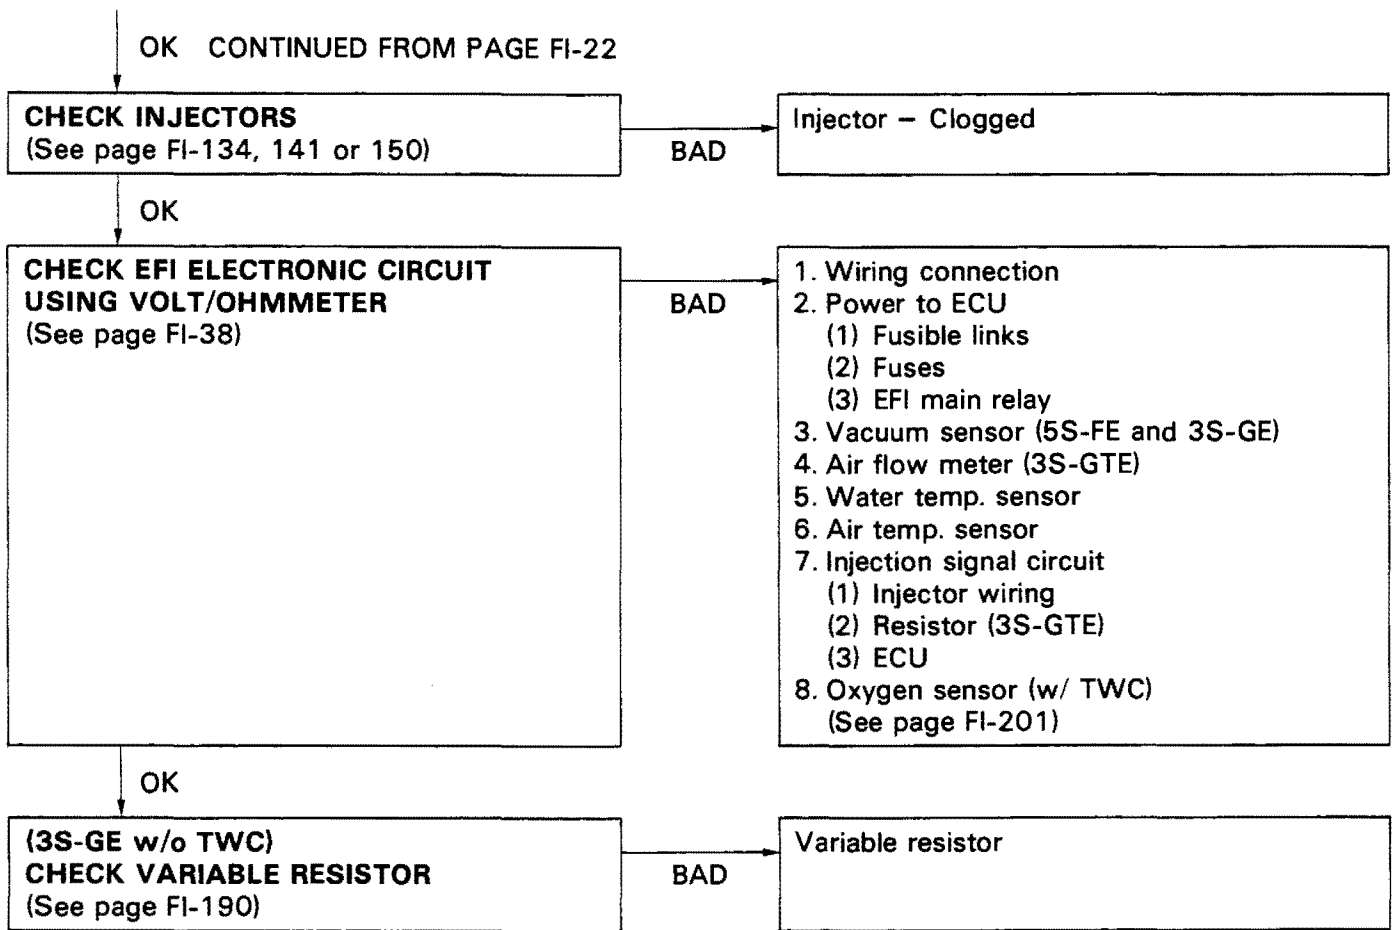 OK CONTINUED FROM PAGE FI-22
CHECK INJECTORS
(See page FI-134, 141 or 150)
BAD
Injector – Clogged
OK
CHECK EFI ELECTRONIC CIRCUIT
USING VOLT/OHMMETER
(See page FI-38)
BAD
1. Wiring connection
2. Power to ECU
(1) Fusible links
(2) Fuses
(3) EFI main relay
3. Vacuum sensor (5S-FE and 3S-GE)
4. Air flow meter (3S-GTE)
5. Water temp. sensor
6. Air temp. sensor
7. Injection signal circuit
(1) Injector wiring
(2) Resistor (3S-GTE)
(3) ECU
8. Oxygen sensor (w/ TWC)
(See page FI-201)
OK
(3S-GE w/o TWC)
CHECK VARIABLE RESISTOR
(See page FI-190)
BAD
Variable resistor